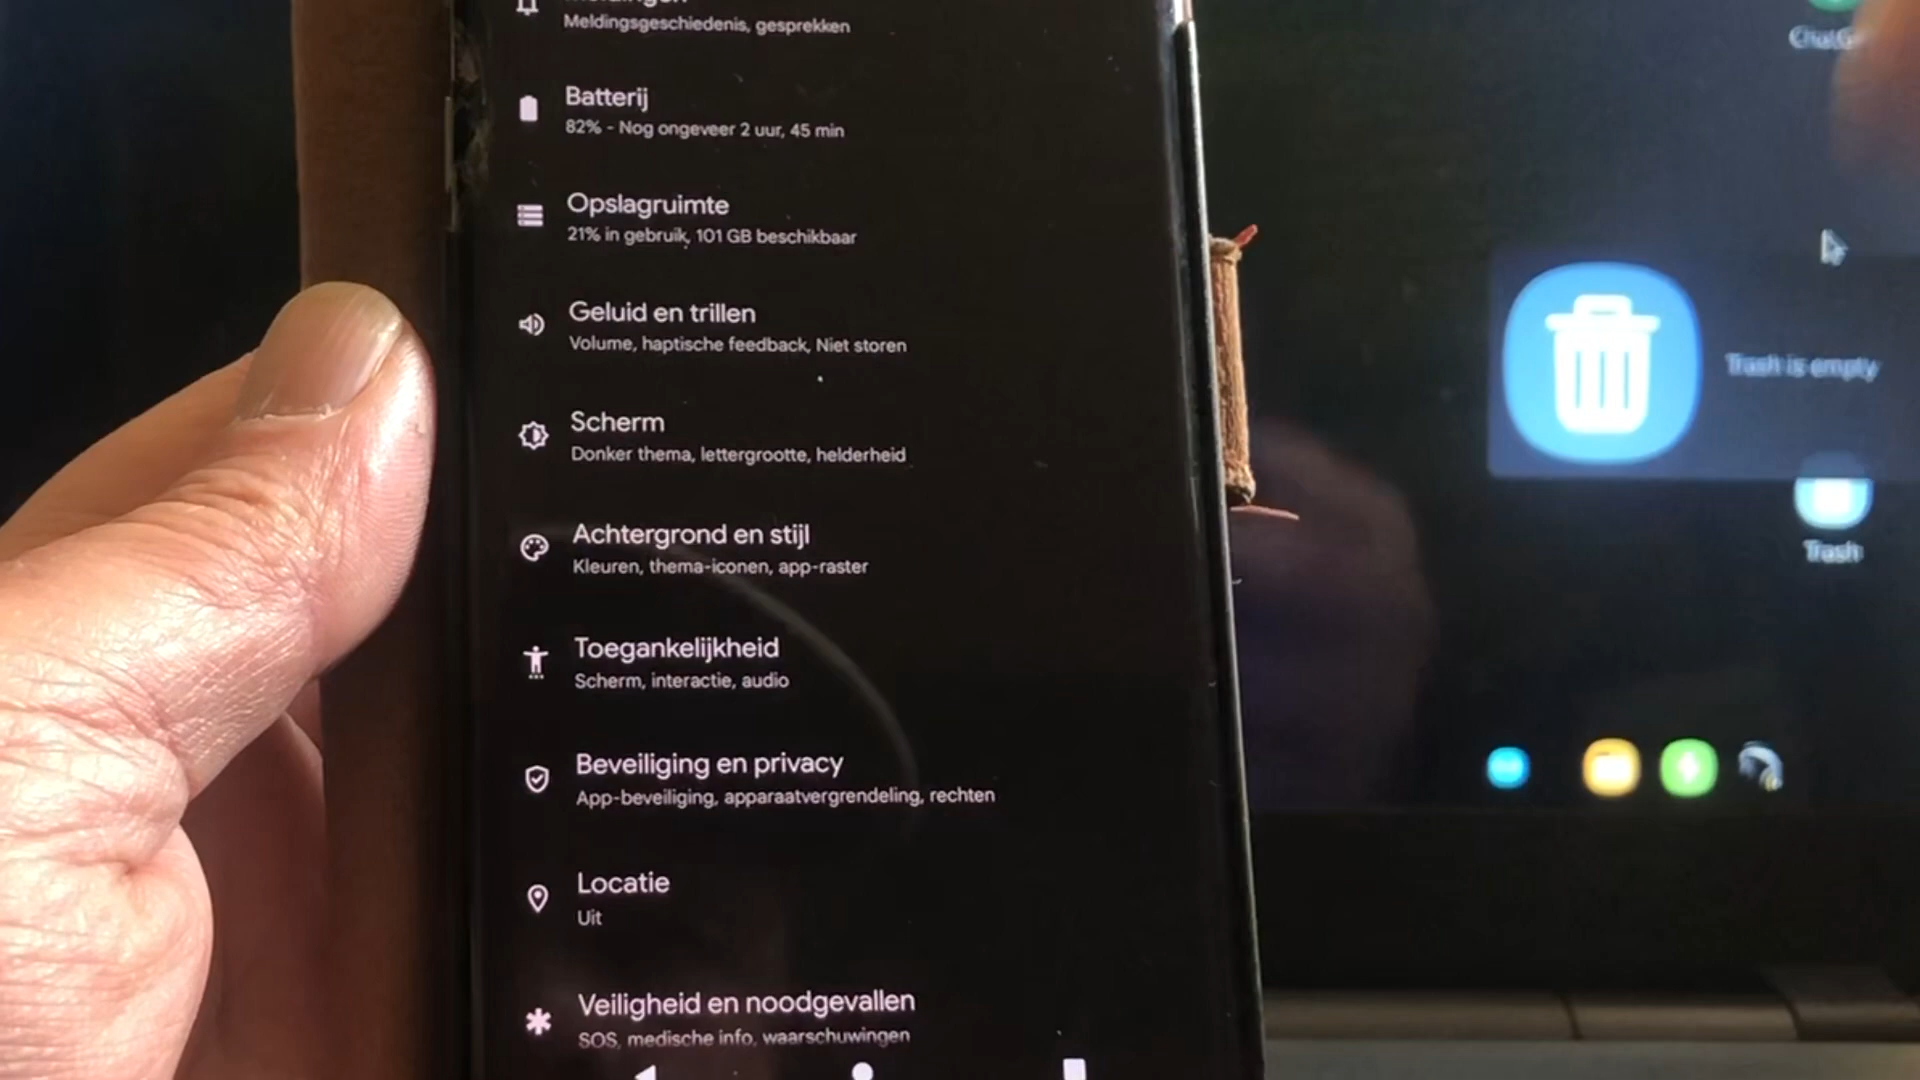 Meldingen
Meldingsgeschiedenis, gesprekken
Batterij
82% - Nog ongeveer 2 uur, 45 min
Opslagruimte
21% in gebruik, 101 GB beschikbaar
Geluid en trillen
Volume, haptische feedback, Niet storen
Scherm
Donker thema, lettergrootte, helderheid
Achtergrond en stijl
Kleuren, thema-iconen, app-raster
Toegankelijkheid
Scherm, interactie, audio
Beveiliging en privacy
App-beveiliging, apparaatvergrendeling, rechten
Locatie
Uit
Veiligheid en noodgevallen
SOS, medische info, waarschuwingen
Trash is empty
Trash